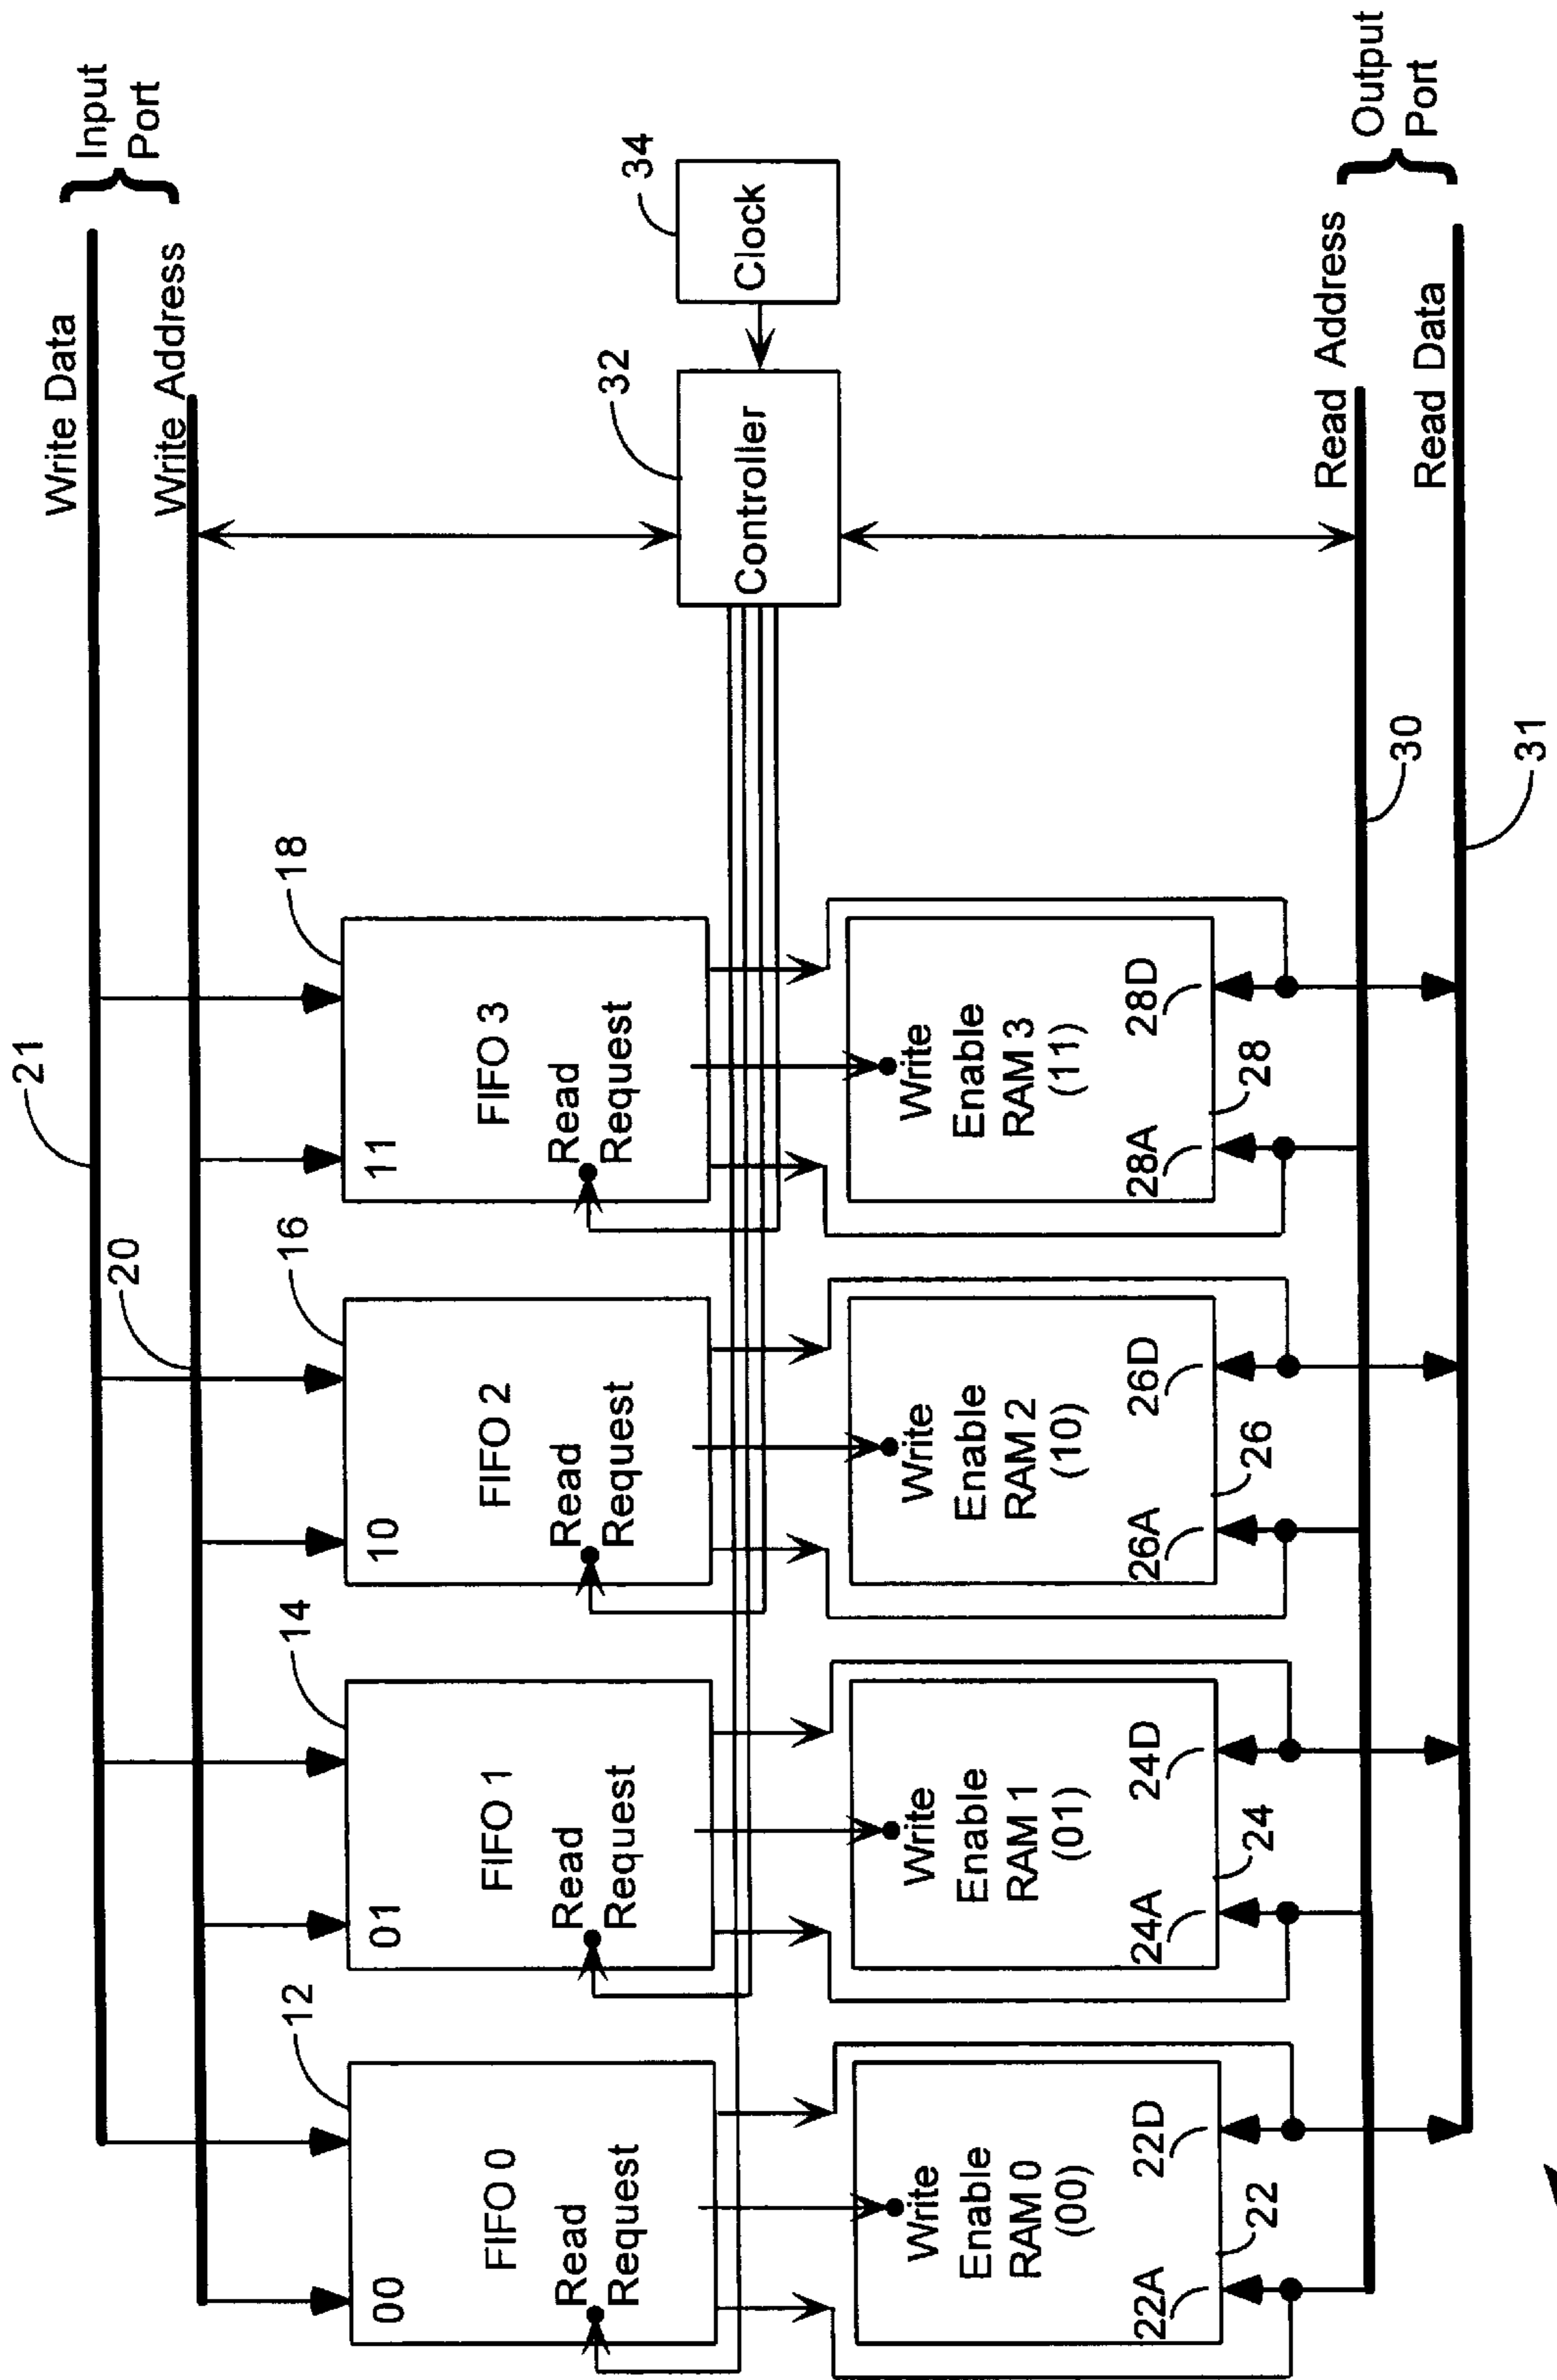 Write Data
Input
Port
21
Write Address
20
12
14
16
18
00
FIFO 0
Read
Request
01
FIFO 1
Read
Request
10
FIFO 2
Read
Request
11
FIFO 3
Read
Request
32
Controller
34
Clock
Write
Enable
RAM 0
(00)
22A
22D
22
Write
Enable
RAM 1
(01)
24A
24D
24
Write
Enable
RAM 2
(10)
26A
26D
26
Write
Enable
RAM 3
(11)
28A
28D
28
Read Address
Output
Port
30
Read Data
31